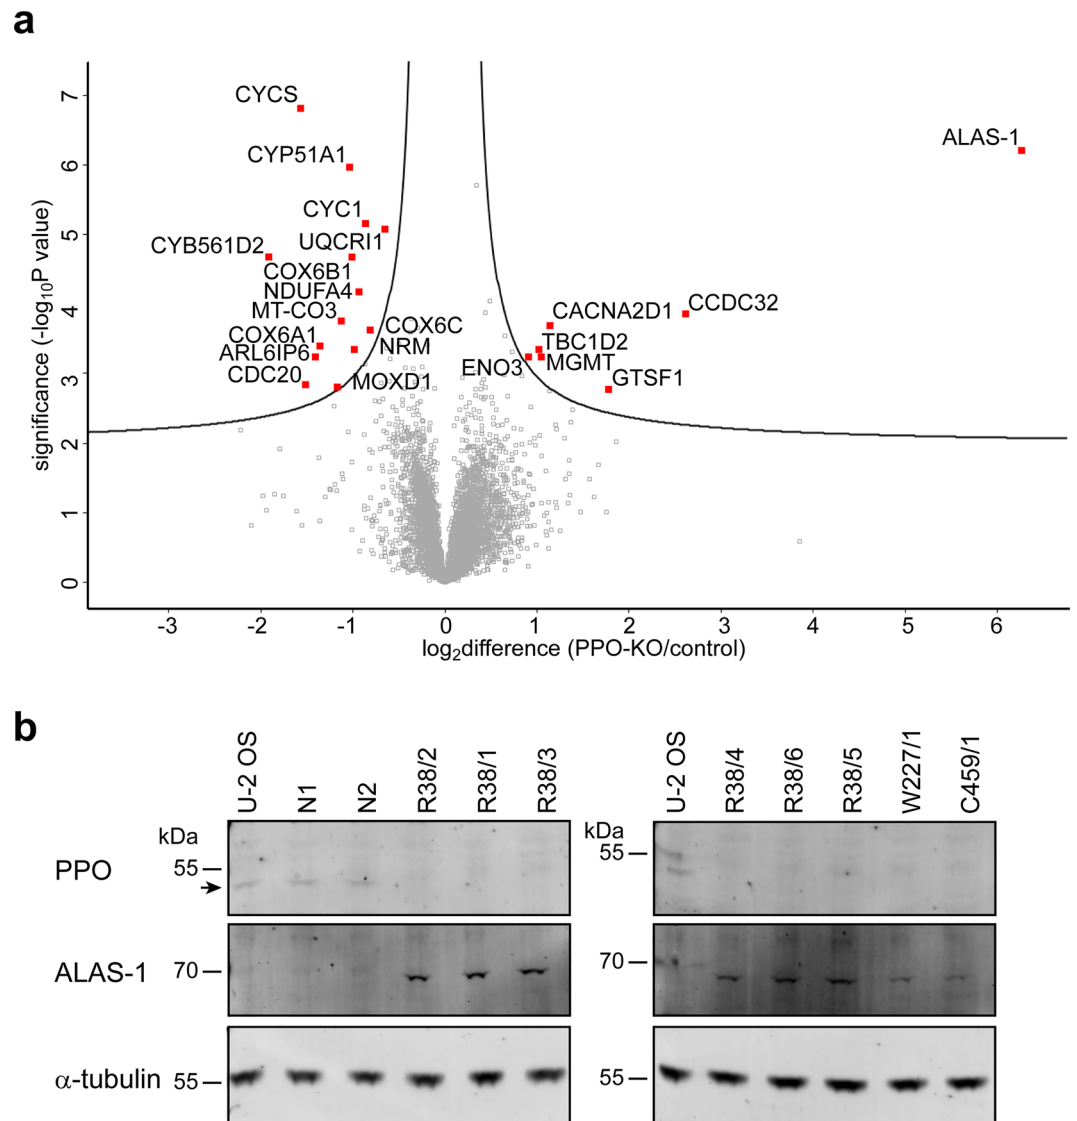 a
significance (-log10P value)
7
6
5
4
3
2
1
0
CYCS
CYP51A1
CYC1
UQCRI1
CYB561D2
COX6B1
NDUFA4
MT-CO3
COX6A1
COX6C
ARL6IP6
NRM
CDC20
MOXD1
ALAS-1
CACNA2D1
CCDC32
TBC1D2
ENO3
MGMT
GTSF1
-3 -2 -1 0 1 2 3 4 5 6
log2difference (PPO-KO/control)
b
U-2 OS N1 N2 R38/2 R38/1 R38/3
U-2 OS R38/4 R38/6 R38/5 W227/1 C459/1
kDa kDa
PPO 55 55
ALAS-1 70 70
α-tubulin 55 55